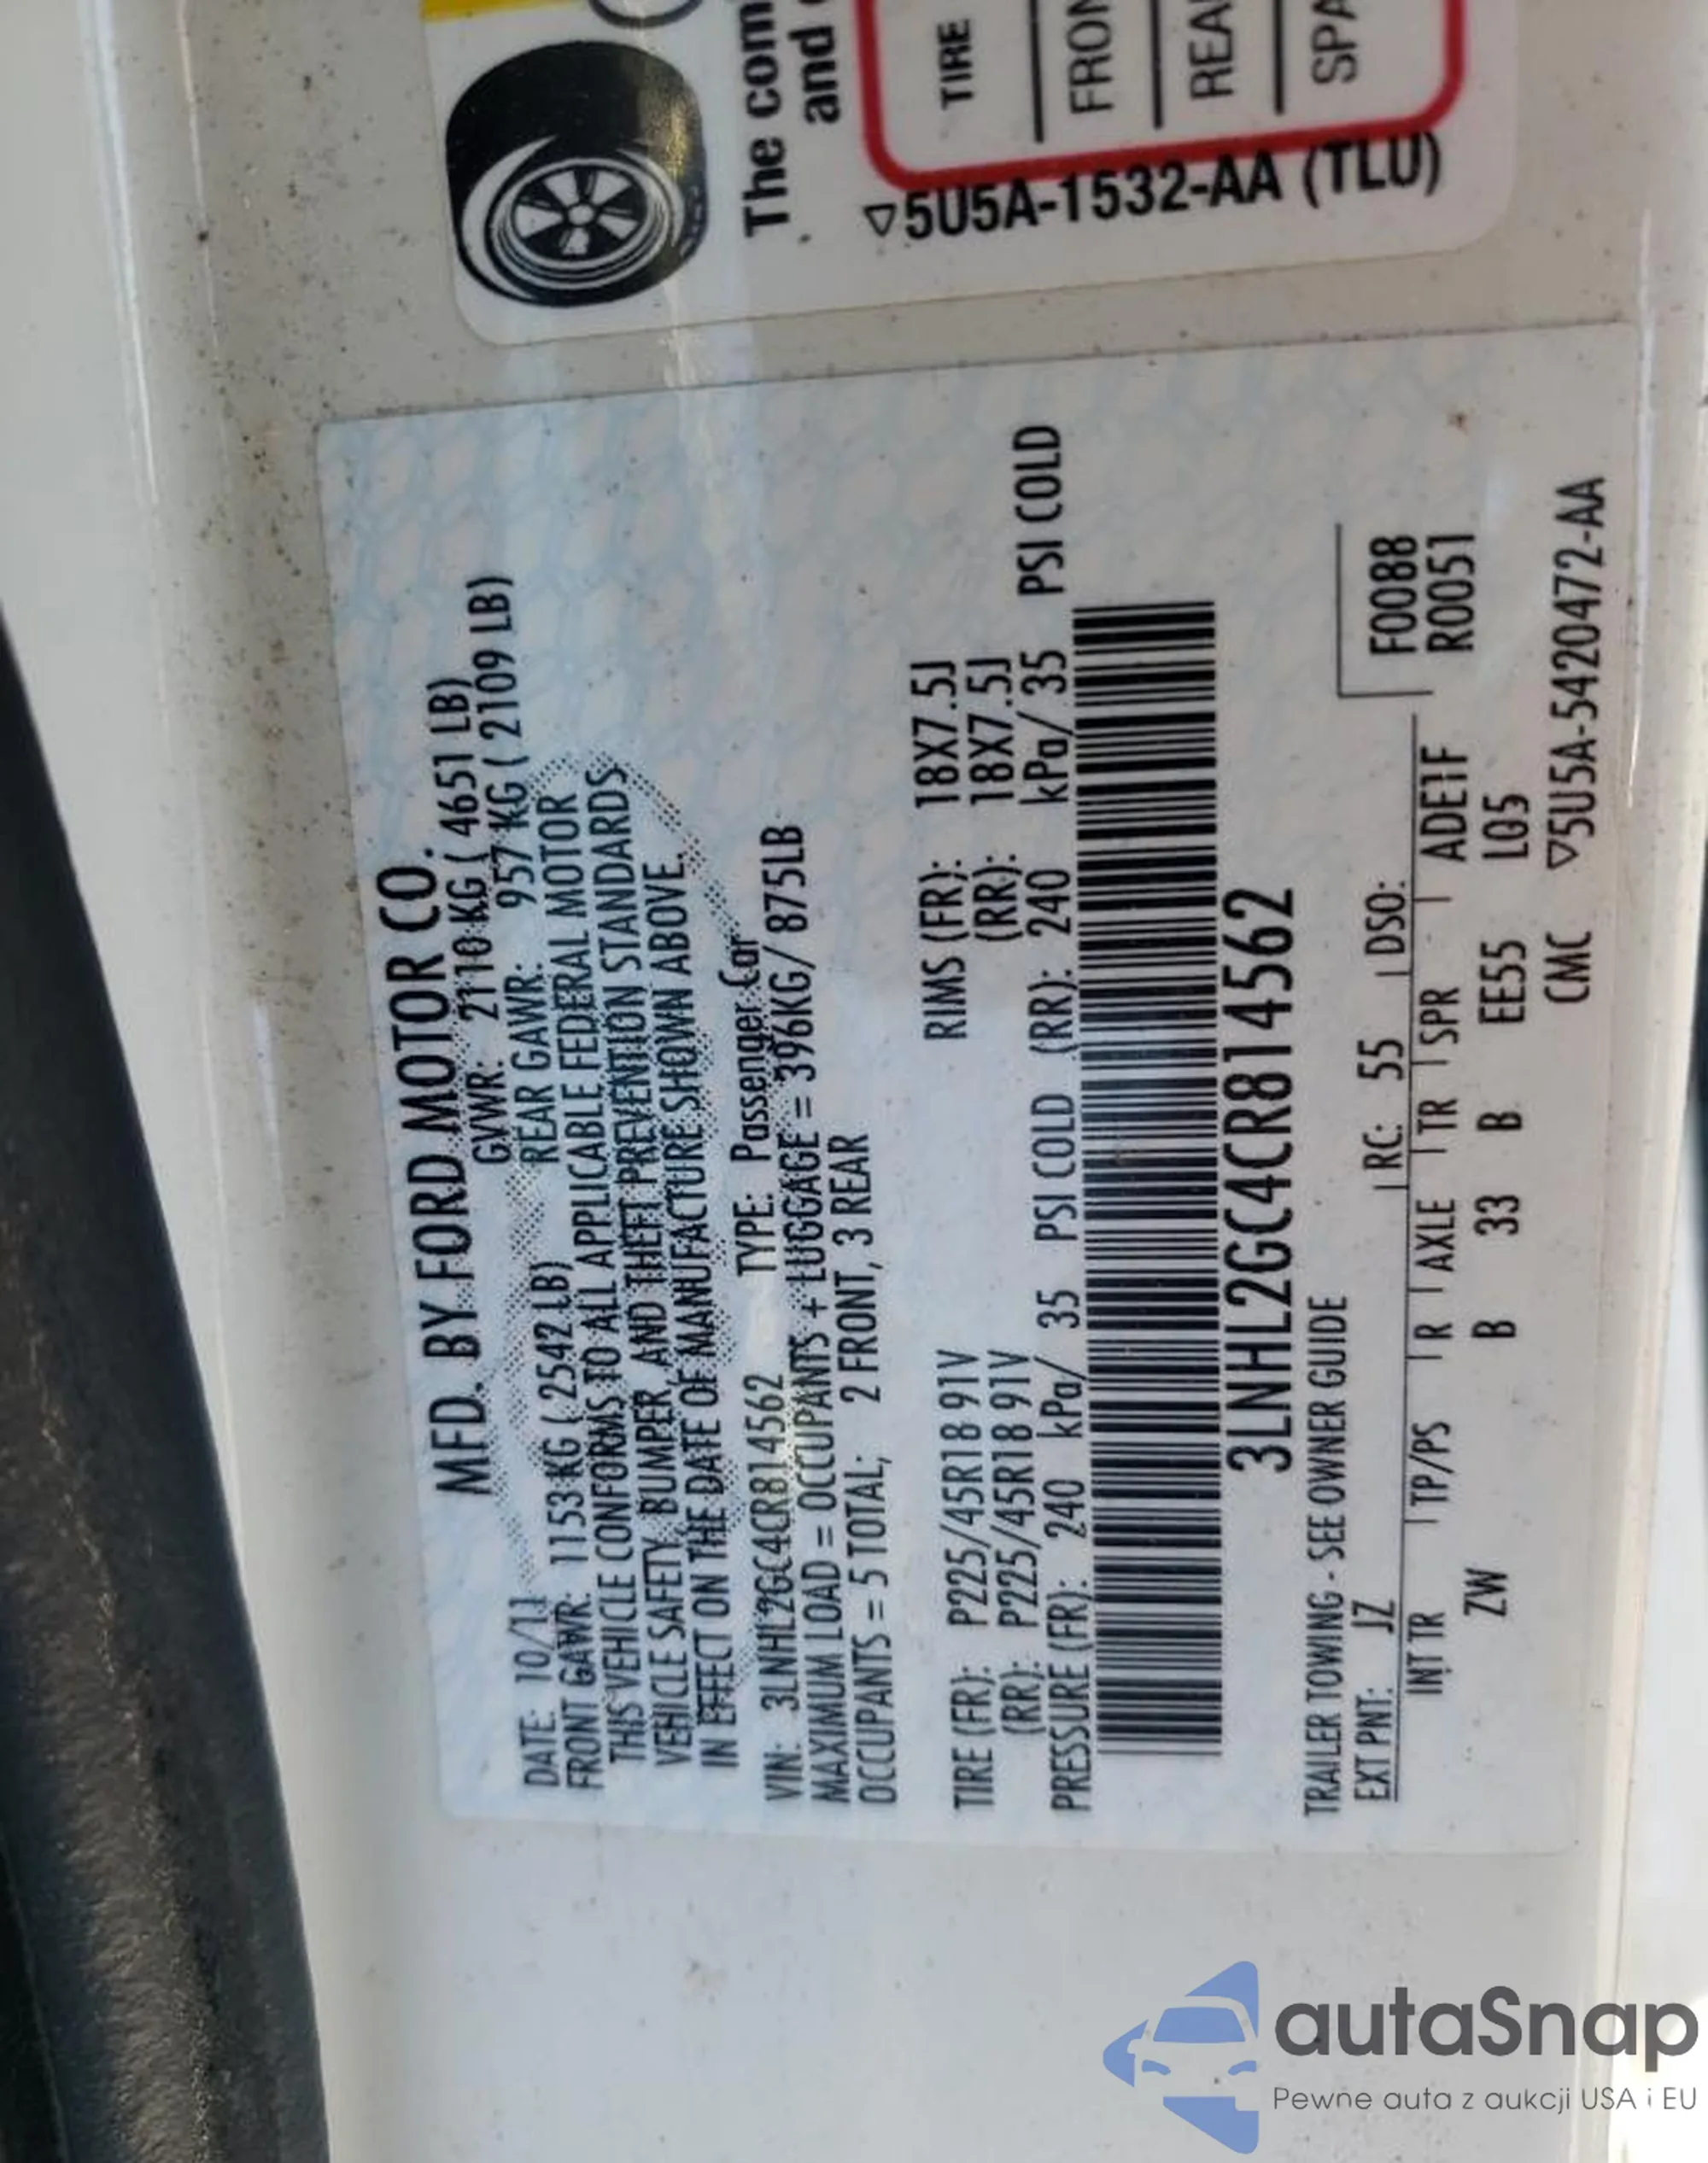 MFD. BY FORD MOTOR CO.
DATE: 10/11 GVWR: 2110 KG ( 4651 LB)
FRONT GAWR: 1153 KG ( 2542 LB) REAR GAWR: 957 KG ( 2109 LB)
THIS VEHICLE CONFORMS TO ALL APPLICABLE FEDERAL MOTOR
VEHICLE SAFETY, BUMPER, AND THEFT PREVENTION STANDARDS
IN EFFECT ON THE DATE OF MANUFACTURE SHOWN ABOVE.
VIN: 3LNHL2GC4CR814562 TYPE: Passenger Car
MAXIMUM LOAD = OCCUPANTS + LUGGAGE = 396KG/ 875LB
OCCUPANTS = 5 TOTAL; 2 FRONT, 3 REAR
TIRE (FR): P225/45R18 91V RIMS (FR): 18X7.5J
(RR): P225/45R18 91V (RR): 18X7.5J
PRESSURE (FR): 240 kPa/ 35 PSI COLD (RR): 240 kPa/ 35 PSI COLD
3LNHL2GC4CR814562
TRAILER TOWING - SEE OWNER GUIDE
EXT PNT: JZ RC: 55 DSO: F0088
INT TR TP/PS R AXLE TR SPR ADE1F R0051
ZW B 33 B EE55 L05
CMC ▽5U5A-5420472-AA
The com
and
TIRE
FRON
REA
SPA
▽5U5A-1532-AA (TLU)
autaSnap
Pewne auta z aukcji USA i EU